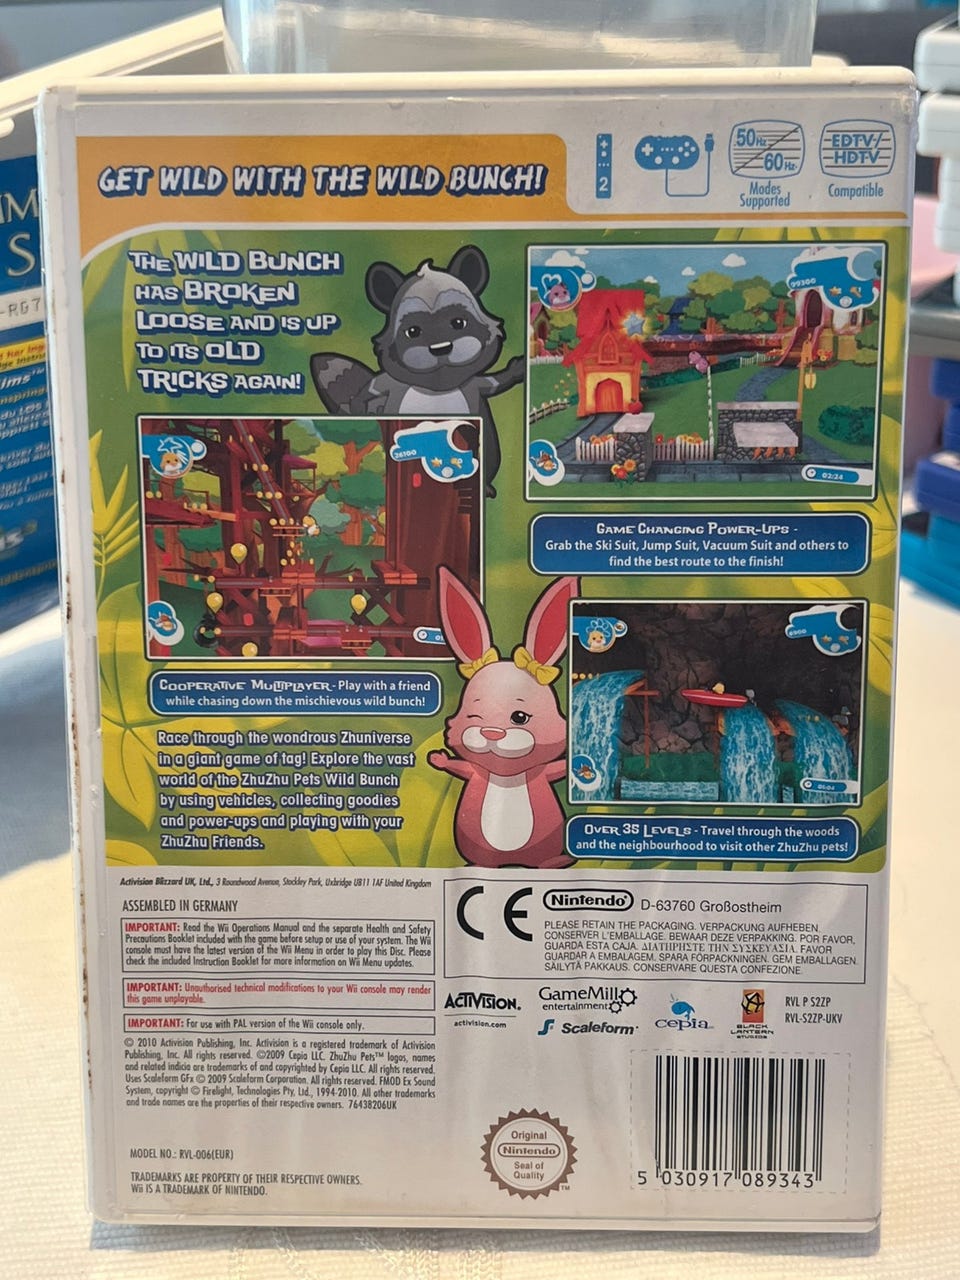 GET WILD WITH THE WILD BUNCH!
2
50Hz
60Hz
Modes
Supported
EDTV/
HDTV
Compatible
THE WILD BUNCH
HAS BROKEN
LOOSE AND IS UP
TO ITS OLD
TRICKS AGAIN!
99300
02:24
GAME CHANGING POWER-UPS -
Grab the Ski Suit, Jump Suit, Vacuum Suit and others to
find the best route to the finish!
26100
COOPERATIVE MULTIPLAYER - Play with a friend
while chasing down the mischievous wild bunch!
6900
Race through the wondrous Zhuniverse
in a giant game of tag! Explore the vast
world of the ZhuZhu Pets Wild Bunch
by using vehicles, collecting goodies
and power-ups and playing with your
ZhuZhu Friends.
OVER 35 LEVELS - Travel through the woods
and the neighbourhood to visit other ZhuZhu pets!
Activision Blizzard UK, Ltd., 3 Roundwood Avenue, Stockley Park, Uxbridge UB11 1AF United Kingdom
ASSEMBLED IN GERMANY
IMPORTANT: Read the Wii Operations Manual and the separate Health and Safety
Precautions Booklet included with the game before setup or use of your system. The Wii
console must have the latest version of the Wii Menu in order to play this Disc. Please
check the included Instruction Booklet for more information on Wii Menu updates.
IMPORTANT: Unauthorised technical modifications to your Wii console may render
this game unplayable.
IMPORTANT: For use with PAL version of the Wii console only.
© 2010 Activision Publishing, Inc. Activision is a registered trademark of Activision
Publishing, Inc. All rights reserved. ©2009 Cepia LLC. ZhuZhu Pets™ logos, names
and related indicia are trademarks of and copyrighted by Cepia LLC. All rights reserved.
Uses Scaleform GFx © 2009 Scaleform Corporation. All rights reserved. FMOD Ex Sound
System, copyright © Firelight, Technologies Pty, Ltd., 1994-2010. All other trademarks
and trade names are the properties of their respective owners. 76438206UK
MODEL NO.: RVL-006(EUR)
TRADEMARKS ARE PROPERTY OF THEIR RESPECTIVE OWNERS.
Wii IS A TRADEMARK OF NINTENDO.
CE
Nintendo® D-63760 Großostheim
PLEASE RETAIN THE PACKAGING. VERPACKUNG AUFHEBEN.
CONSERVER L'EMBALLAGE. BEWAAR DEZE VERPAKKING. POR FAVOR,
GUARDA ESTA CAJA. ΔΙΑΤΗΡΗΣΤΕ ΤΗΝ ΣΥΣΚΕΥΑΣΙΑ. FAVOR
GUARDAR A EMBALAGEM. SPARA FÖRPACKNINGEN. GEM EMBALLAGEN.
SÄILYTÄ PAKKAUS. CONSERVARE QUESTA CONFEZIONE.
ACTIVISION.
activision.com
GameMill
entertainment
Scaleform
cepia
BLACK
LANTERN
STUDIOS
RVL P S2ZP
RVL-S2ZP-UKV
Original
Nintendo
Seal of
Quality
TM
5 030917 089343